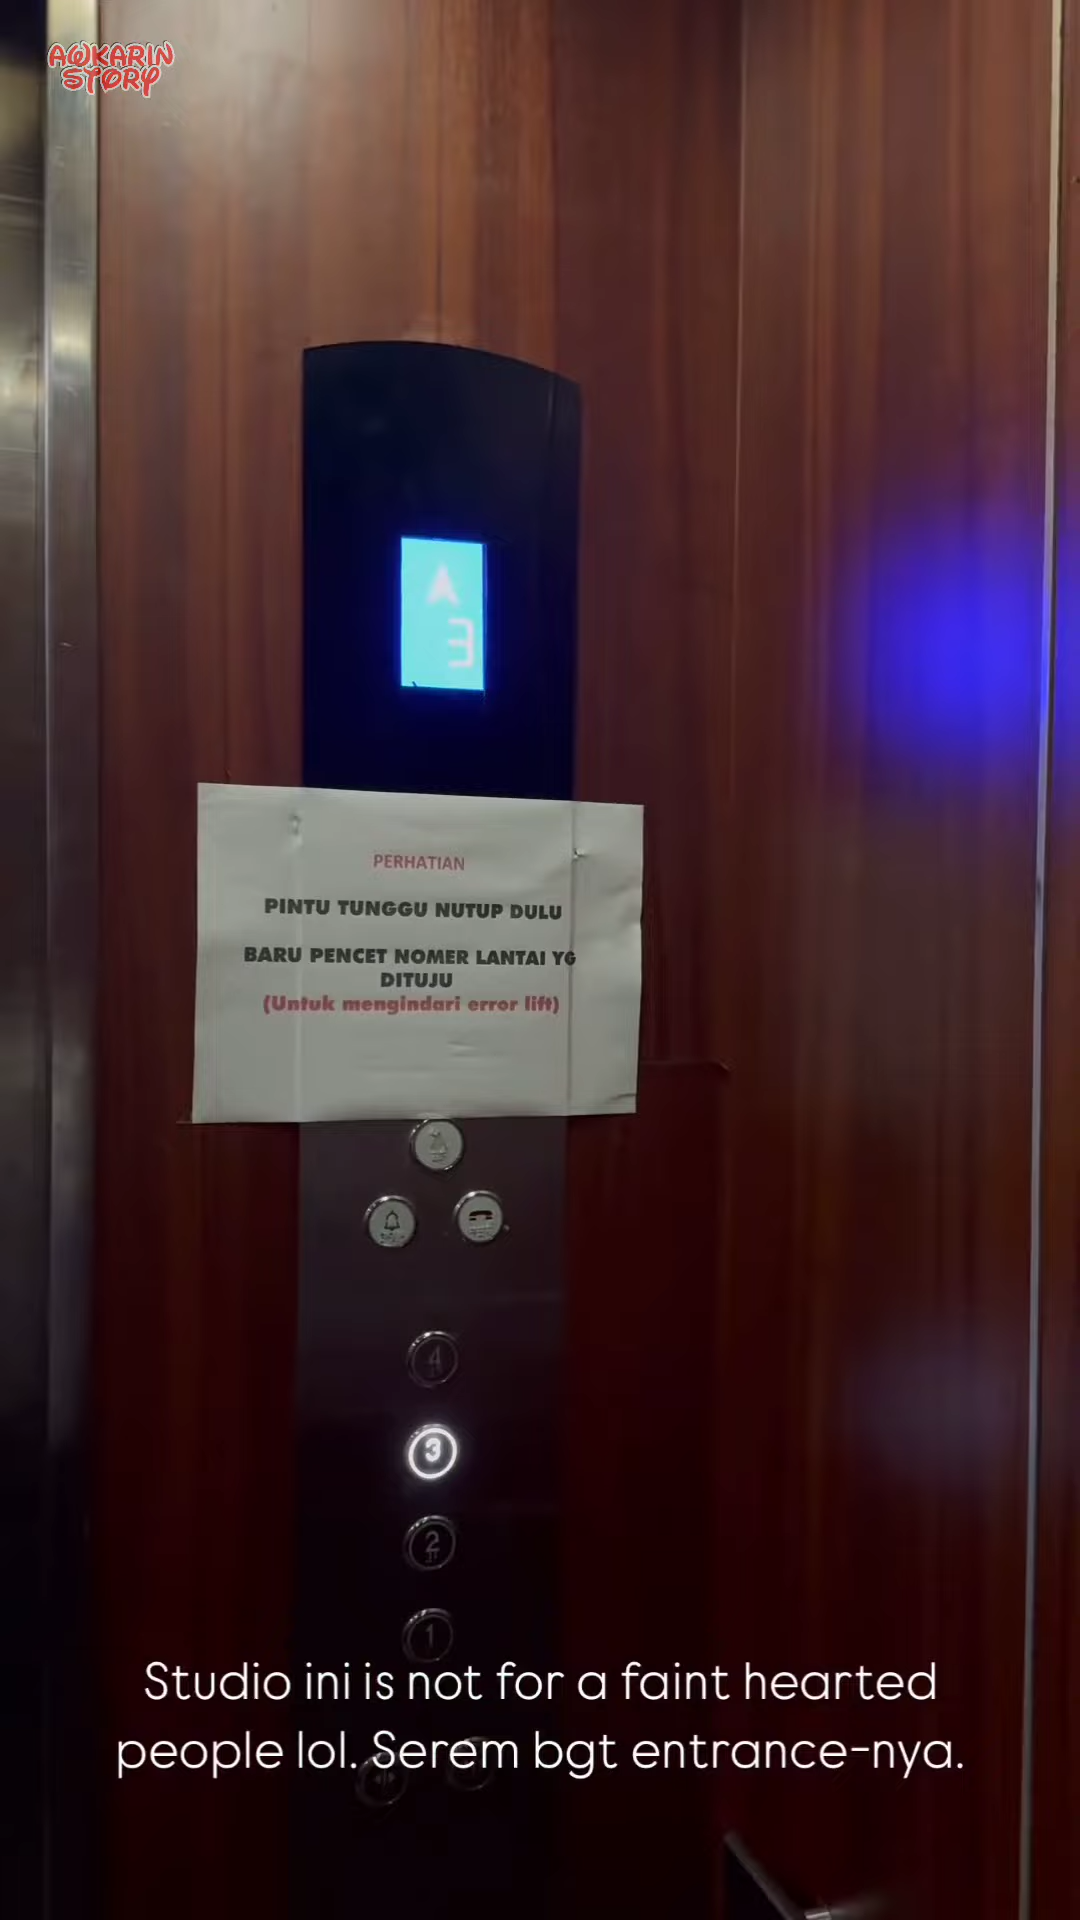 AWKARIN
STORY
3
PERHATIAN
PINTU TUNGGU NUTUP DULU
BARU PENCET NOMER LANTAI YG
DITUJU
(Untuk mengindari error lift)
4
3
2
1
Studio ini is not for a faint hearted
people lol. Serem bgt entrance-nya.